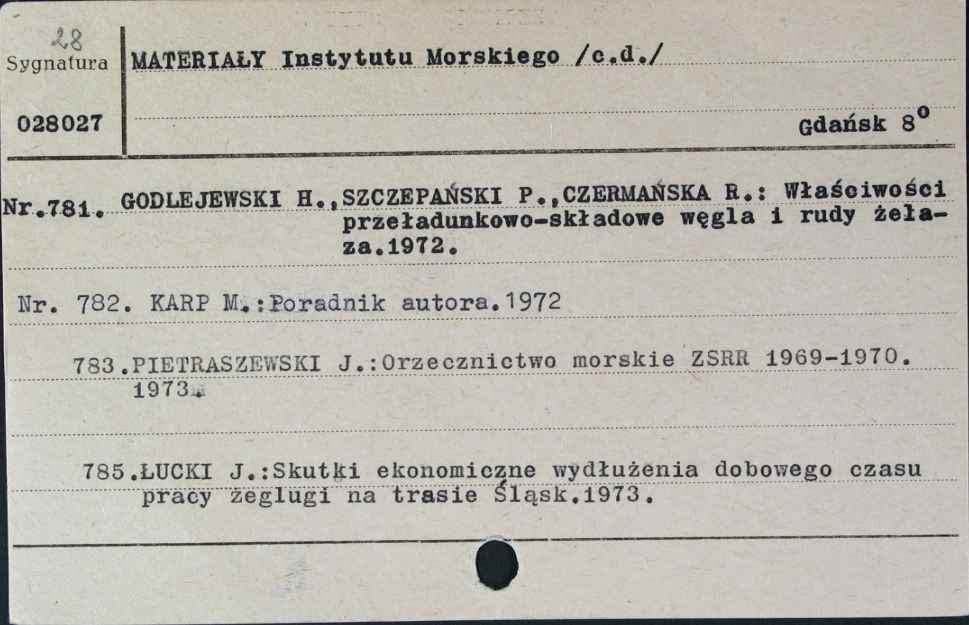 28
Sygnatura
MATERIAŁY Instytutu Morskiego /c.d./
028027
Gdańsk 8⁰
Nr.781. GODLEJEWSKI H.,SZCZEPAŃSKI P.,CZERMAŃSKA R.: Właściwości
przeładunkowo-składowe węgla i rudy żela-
za.1972.
Nr. 782. KARP M.:Poradnik autora.1972
783.PIETRASZEWSKI J.:Orzecznictwo morskie ZSRR 1969-1970.
1973.
785.ŁUCKI J.:Skutki ekonomiczne wydłużenia dobowego czasu
pracy żeglugi na trasie Śląsk.1973.